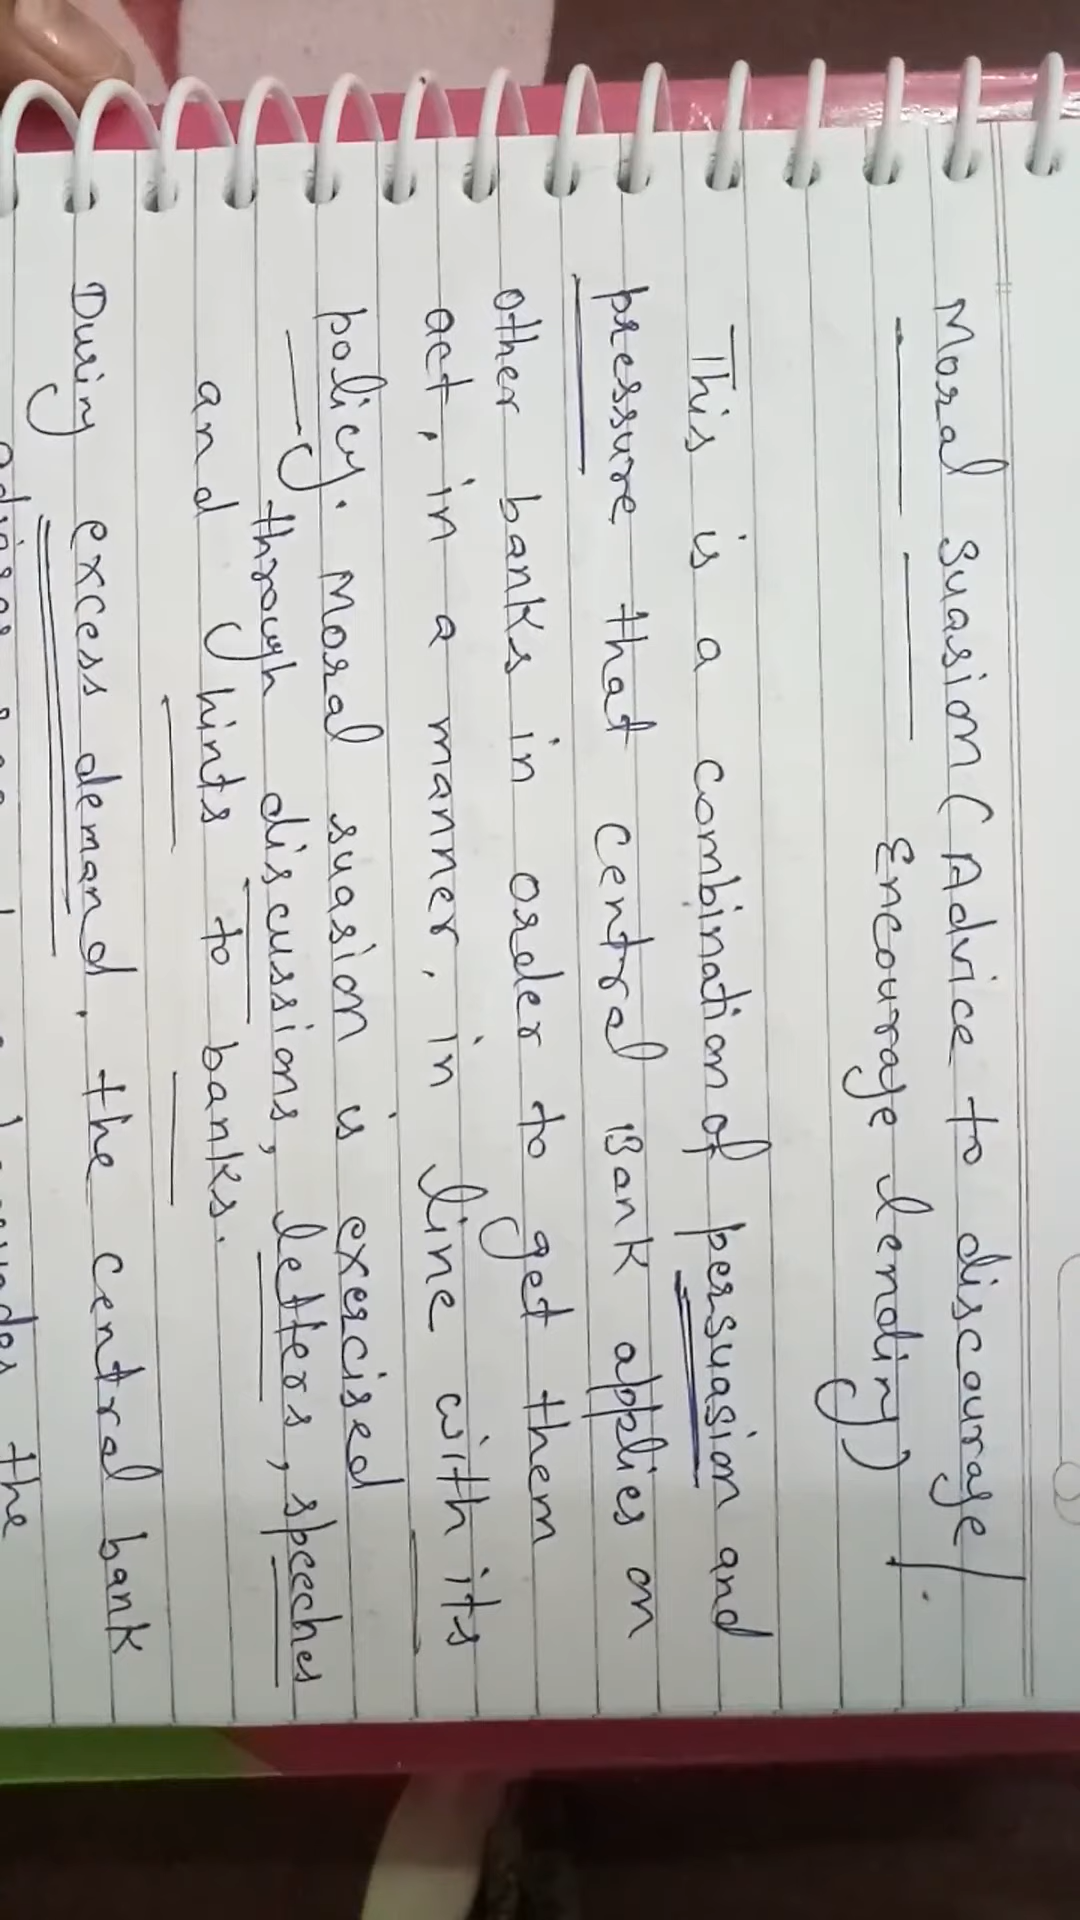 Moral suasion (Advice to discourage/
Encourage lending)
This is a combination of persuasion and
pressure that central Bank applies on
other banks in order to get them
act, in a manner, in line with its
policy. Moral suasion is exercised
through discussions, letters, speeches
and hints to banks.
During excess demand, the central bank
the